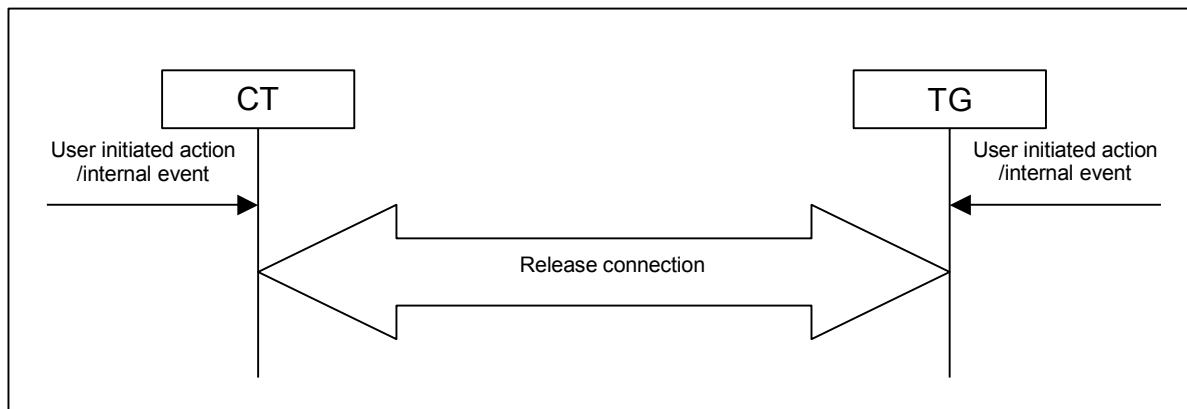 CT
TG
User initiated action
/internal event
User initiated action
/internal event
Release connection